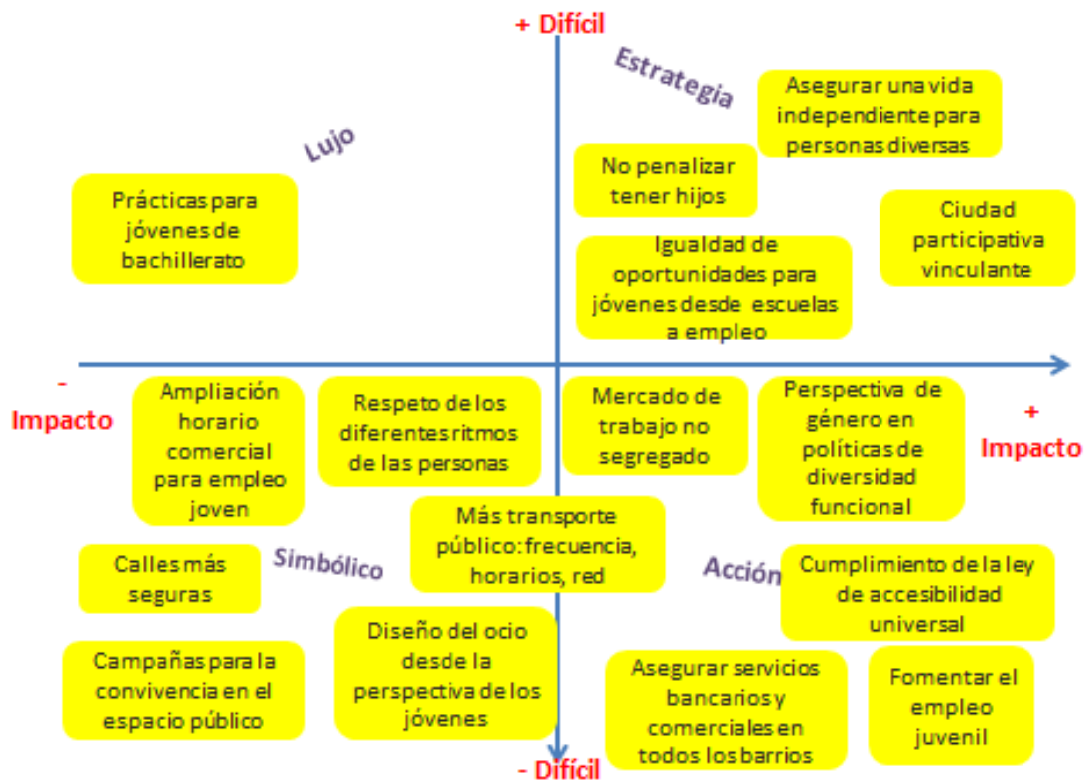 + Difícil
Estrategia
Asegurar una vida
independiente para
personas diversas
Lujo
No penalizar
tener hijos
Prácticas para
jóvenes de
bachillerato
Ciudad
participativa
vinculante
Igualdad de
oportunidades para
jóvenes desde escuelas
a empleo
-
Impacto
Ampliación
horario
comercial
para empleo
joven
Respeto de los
diferentes ritmos
de las personas
Mercado de
trabajo no
segregado
Perspectiva de
género en
políticas de
diversidad
funcional
+
Impacto
Más transporte
público: frecuencia,
horarios, red
Calles más
seguras
Simbólico
Acción
Cumplimiento de la ley
de accesibilidad
universal
Campañas para la
convivencia en el
espacio público
Diseño del ocio
desde la
perspectiva de los
jóvenes
Asegurar servicios
bancarios y
comerciales en
todos los barrios
Fomentar el
empleo
juvenil
- Difícil